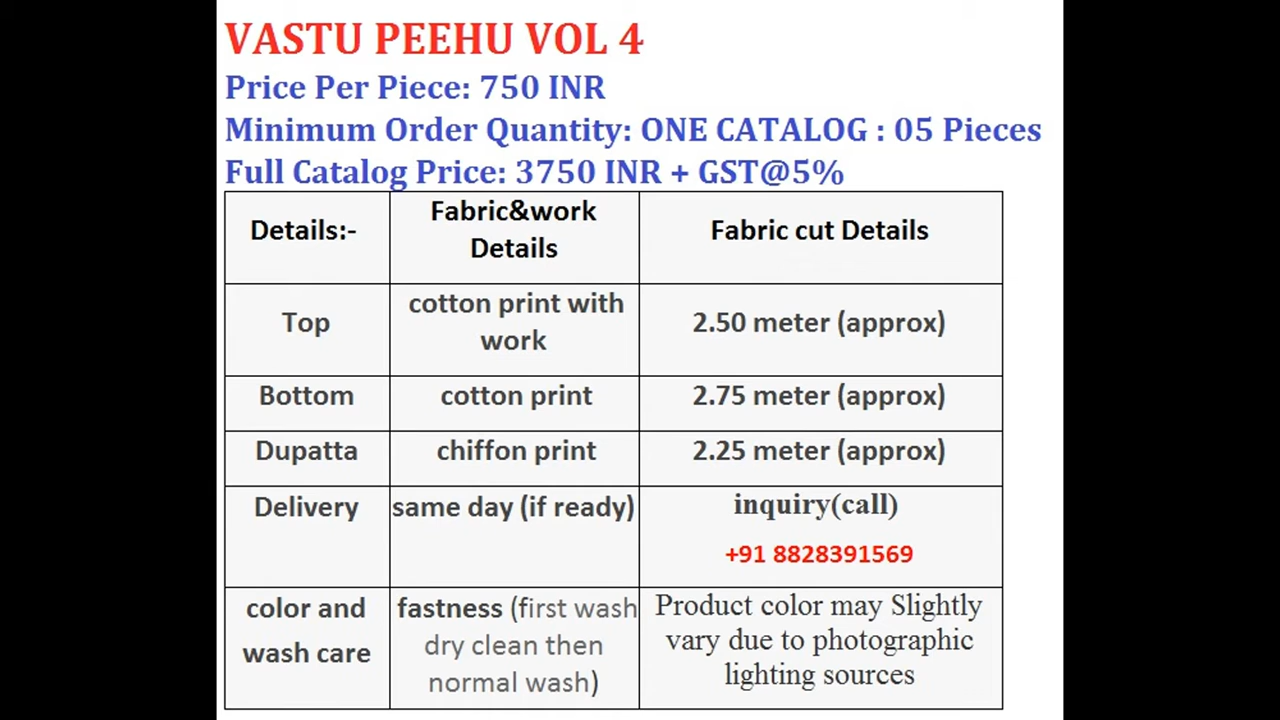 VASTU PEEHU VOL 4
Price Per Piece: 750 INR
Minimum Order Quantity: ONE CATALOG : 05 Pieces
Full Catalog Price: 3750 INR + GST@5%
Details:-
Fabric&work
Details
Fabric cut Details
Top
cotton print with
work
2.50 meter (approx)
Bottom
cotton print
2.75 meter (approx)
Dupatta
chiffon print
2.25 meter (approx)
Delivery
same day (if ready)
inquiry(call)
+91 8828391569
color and
wash care
fastness (first wash
dry clean then
normal wash)
Product color may Slightly
vary due to photographic
lighting sources